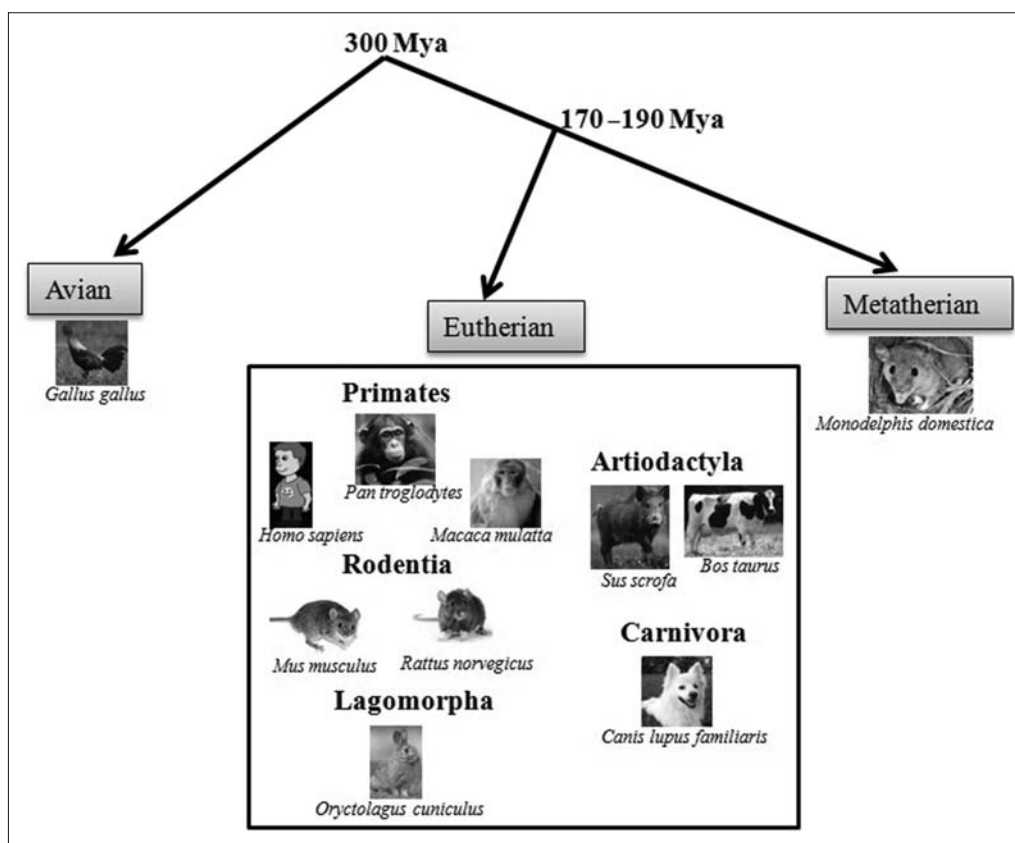 300 Mya
170–190 Mya
Avian
Gallus gallus
Eutherian
Metatherian
Monodelphis domestica
Primates
Homo sapiens
Pan troglodytes
Macaca mulatta
Rodentia
Mus musculus
Rattus norvegicus
Lagomorpha
Oryctolagus cuniculus
Artiodactyla
Sus scrofa
Bos taurus
Carnivora
Canis lupus familiaris